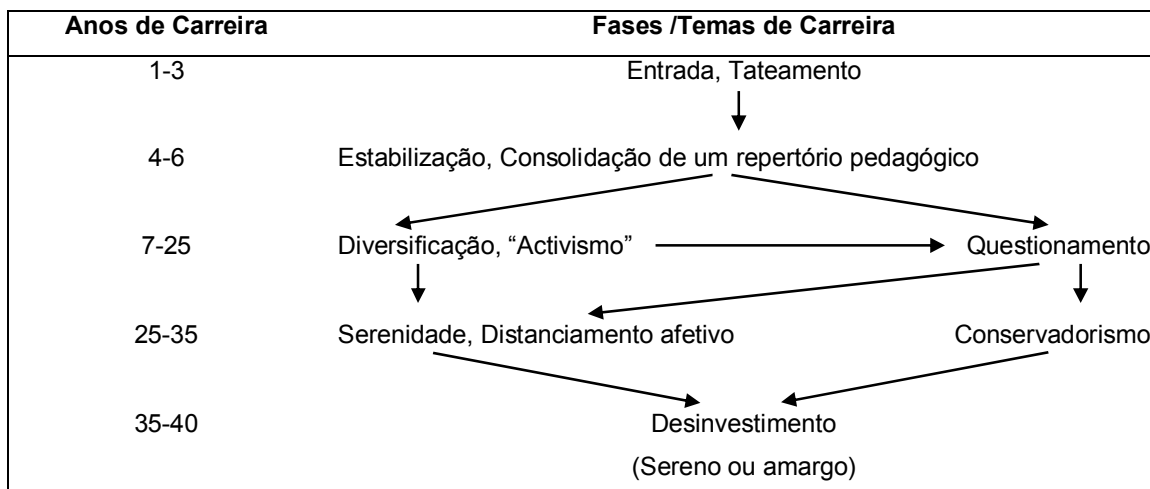 Anos de Carreira Fases /Temas de Carreira
1-3 Entrada, Tateamento
4-6 Estabilização, Consolidação de um repertório pedagógico
7-25 Diversificação, “Activismo” Questionamento
25-35 Serenidade, Distanciamento afetivo Conservadorismo
35-40 Desinvestimento
(Sereno ou amargo)